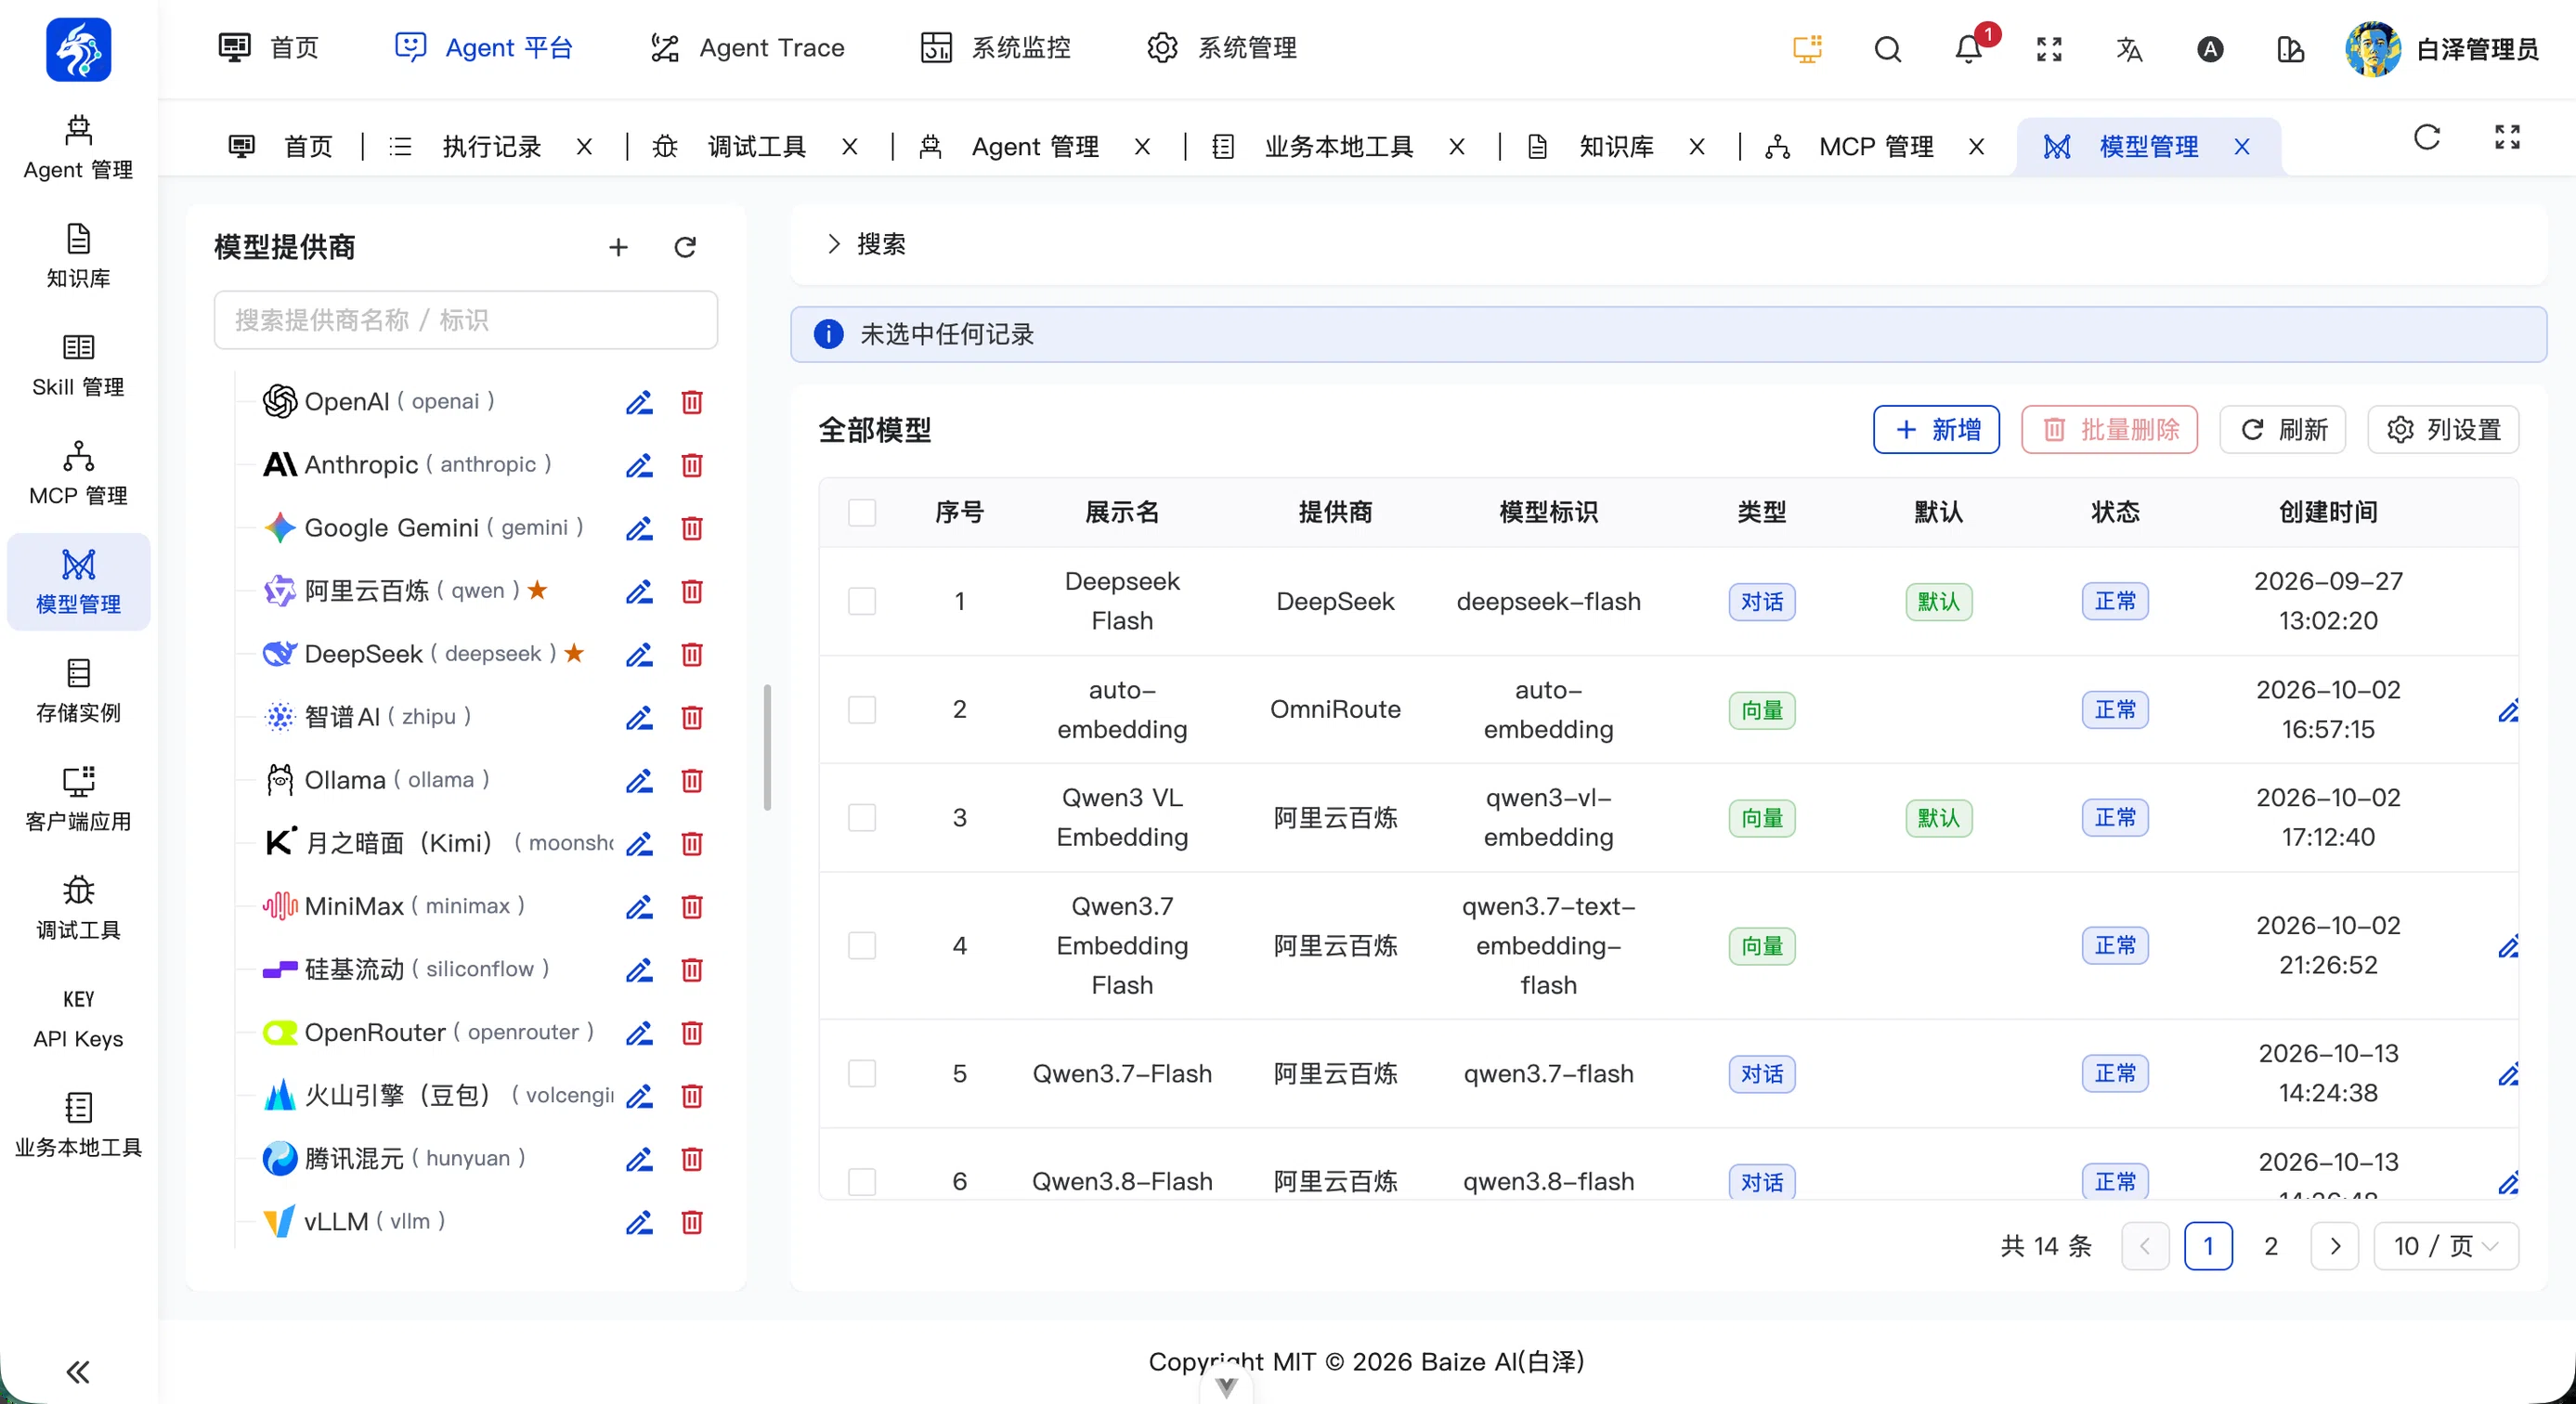 首页
Agent 平台
Agent Trace
系统监控
系统管理
1
A
白泽管理员
首页
执行记录
调试工具
Agent 管理
业务本地工具
知识库
MCP 管理
模型管理
Agent 管理
知识库
Skill 管理
MCP 管理
模型管理
存储实例
客户端应用
调试工具
KEY
API Keys
业务本地工具
模型提供商
搜索提供商名称 / 标识
OpenAI ( openai )
Anthropic ( anthropic )
Google Gemini ( gemini )
阿里云百炼 ( qwen )
DeepSeek ( deepseek )
智谱AI ( zhipu )
Ollama ( ollama )
月之暗面（Kimi） ( moonsh
MiniMax ( minimax )
硅基流动 ( siliconflow )
OpenRouter ( openrouter )
火山引擎（豆包） ( volcengi
腾讯混元 ( hunyuan )
vLLM ( vllm )
搜索
未选中任何记录
全部模型
新增
批量删除
刷新
列设置
序号 展示名 提供商 模型标识 类型 默认 状态 创建时间
1 Deepseek Flash DeepSeek deepseek-flash 对话 默认 正常 2026-09-27 13:02:20
2 auto-embedding OmniRoute auto-embedding 向量 正常 2026-10-02 16:57:15
3 Qwen3 VL Embedding 阿里云百炼 qwen3-vl-embedding 向量 默认 正常 2026-10-02 17:12:40
4 Qwen3.7 Embedding Flash 阿里云百炼 qwen3.7-text-embedding-flash 向量 正常 2026-10-02 21:26:52
5 Qwen3.7-Flash 阿里云百炼 qwen3.7-flash 对话 正常 2026-10-13 14:24:38
6 Qwen3.8-Flash 阿里云百炼 qwen3.8-flash 对话 正常 2026-10-13
共 14 条
1
2
10 / 页
Copyright MIT © 2026 Baize AI(白泽)